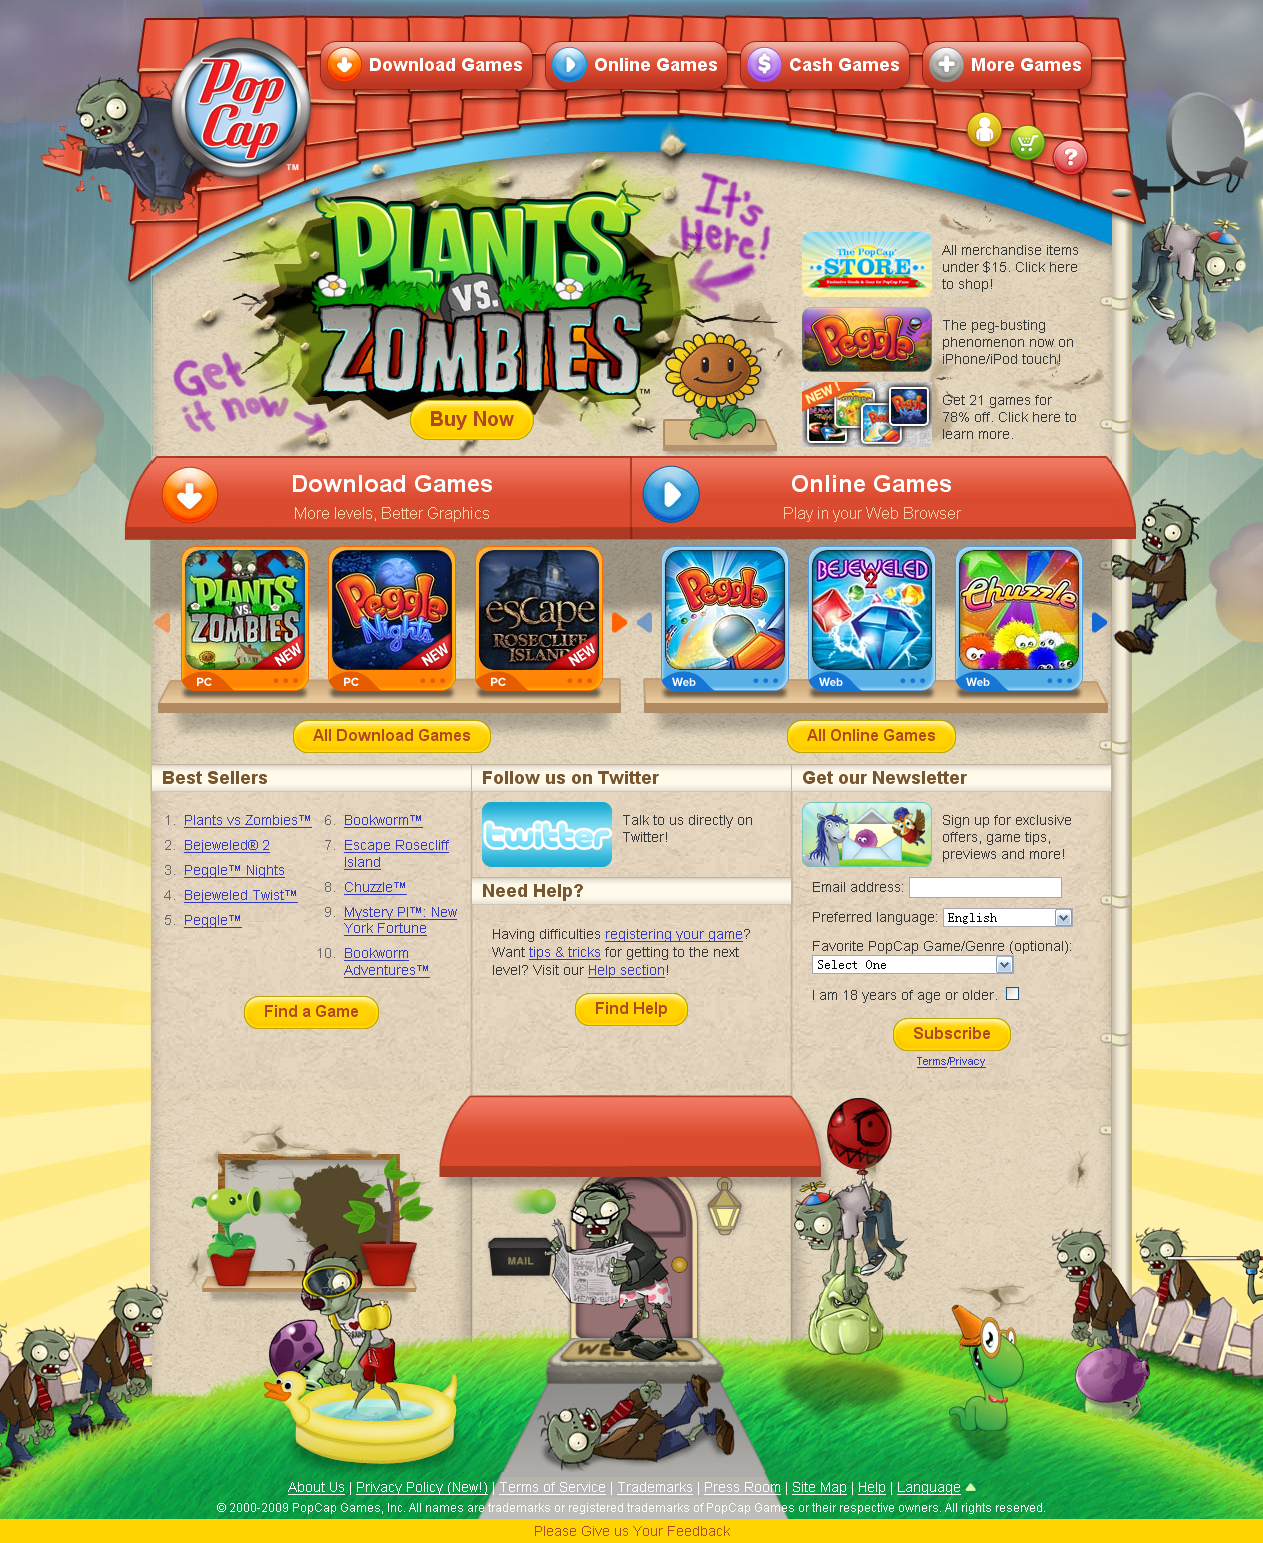 Pop
Cap
TM
Download Games
Online Games
Cash Games
More Games
It's
Here!
PLANTS
VS.
ZOMBIES
TM
Get
it now
Buy Now
The PopCap
STORE
Exclusive Goods & Gear for PopCap Fans
All merchandise items
under $15. Click here
to shop!
Peggle
The peg-busting
phenomenon now on
iPhone/iPod touch!
NEW!
Peggle
Get 21 games for
78% off. Click here to
learn more.
Download Games
More levels, Better Graphics
Online Games
Play in your Web Browser
PLANTS
VS.
ZOMBIES
NEW
PC
Peggle
Nights
NEW
PC
escape
ROSECLIFF
ISLAND
NEW
PC
Peggle
Web
BEJEWELED
2
Web
Chuzzle
Web
All Download Games
All Online Games
Best Sellers
1. Plants vs Zombies™
2. Bejeweled® 2
3. Peggle™ Nights
4. Bejeweled Twist™
5. Peggle™
6. Bookworm™
7. Escape Rosecliff
Island
8. Chuzzle™
9. Mystery PI™: New
York Fortune
10. Bookworm
Adventures™
Find a Game
Follow us on Twitter
twitter
Talk to us directly on
Twitter!
Need Help?
Having difficulties registering your game?
Want tips & tricks for getting to the next
level? Visit our Help section!
Find Help
Get our Newsletter
Sign up for exclusive
offers, game tips,
previews and more!
Email address:
Preferred language: English
Favorite PopCap Game/Genre (optional):
Select One
I am 18 years of age or older.
Subscribe
Terms/Privacy
MAIL
About Us | Privacy Policy (New!) | Terms of Service | Trademarks | Press Room | Site Map | Help | Language
© 2000-2009 PopCap Games, Inc. All names are trademarks or registered trademarks of PopCap Games or their respective owners. All rights reserved.
Please Give us Your Feedback